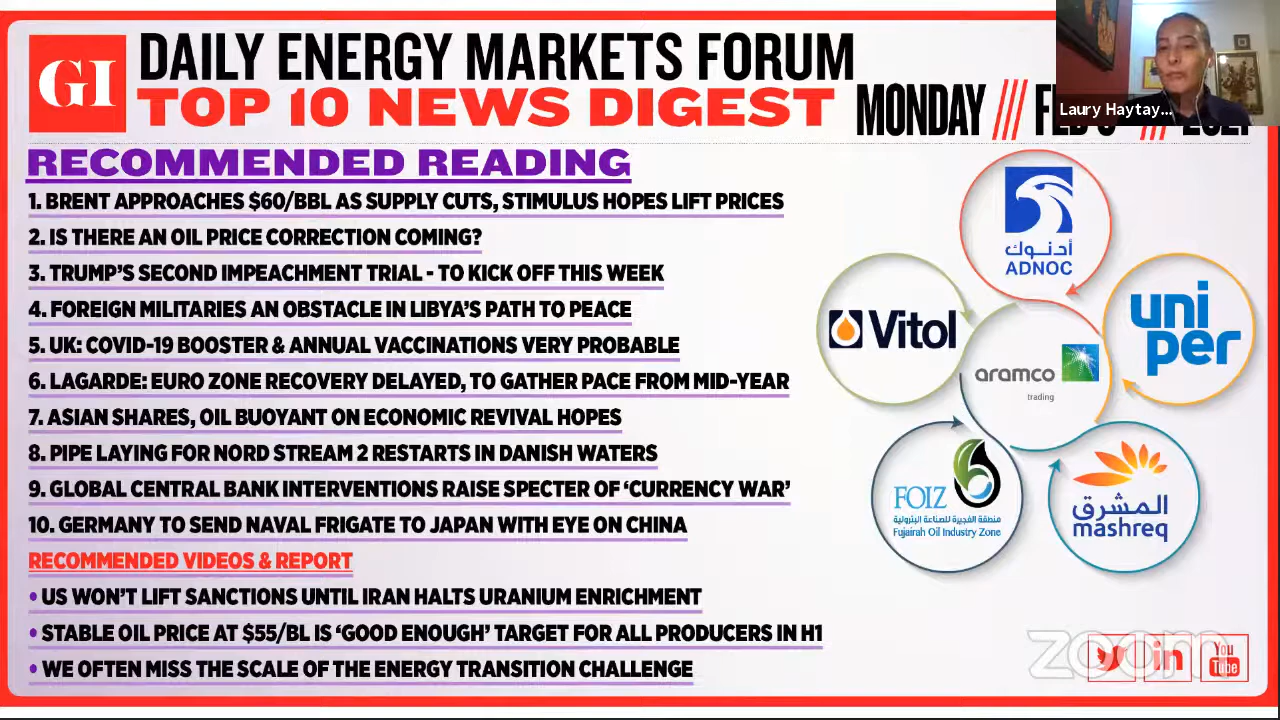 GI
DAILY ENERGY MARKETS FORUM
TOP 10 NEWS DIGEST
MONDAY /// FEB
Laury Haytay...
RECOMMENDED READING
1. BRENT APPROACHES $60/BBL AS SUPPLY CUTS, STIMULUS HOPES LIFT PRICES
2. IS THERE AN OIL PRICE CORRECTION COMING?
3. TRUMP'S SECOND IMPEACHMENT TRIAL - TO KICK OFF THIS WEEK
4. FOREIGN MILITARIES AN OBSTACLE IN LIBYA'S PATH TO PEACE
5. UK: COVID-19 BOOSTER & ANNUAL VACCINATIONS VERY PROBABLE
6. LAGARDE: EURO ZONE RECOVERY DELAYED, TO GATHER PACE FROM MID-YEAR
7. ASIAN SHARES, OIL BUOYANT ON ECONOMIC REVIVAL HOPES
8. PIPE LAYING FOR NORD STREAM 2 RESTARTS IN DANISH WATERS
9. GLOBAL CENTRAL BANK INTERVENTIONS RAISE SPECTER OF 'CURRENCY WAR'
10. GERMANY TO SEND NAVAL FRIGATE TO JAPAN WITH EYE ON CHINA
RECOMMENDED VIDEOS & REPORT
• US WON'T LIFT SANCTIONS UNTIL IRAN HALTS URANIUM ENRICHMENT
• STABLE OIL PRICE AT $55/BL IS 'GOOD ENOUGH' TARGET FOR ALL PRODUCERS IN H1
• WE OFTEN MISS THE SCALE OF THE ENERGY TRANSITION CHALLENGE
أدنوك
ADNOC
Vitol
uni
per
aramco
trading
FOIZ
منطقة الفجيرة للصناعة البترولية
Fujairah Oil Industry Zone
المشرق
mashreq
zoom
in
You
Tube